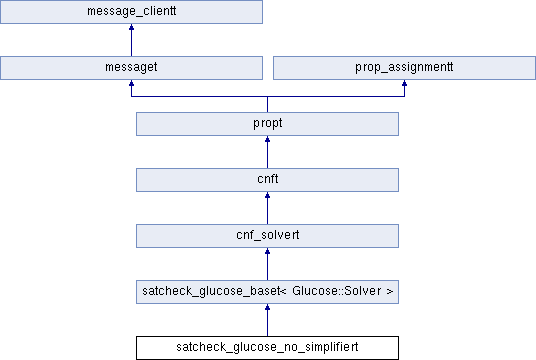 message_clientt
messaget
prop_assignmentt
propt
cnft
cnf_solvert
satcheck_glucose_baset< Glucose::Solver >
satcheck_glucose_no_simplifiert